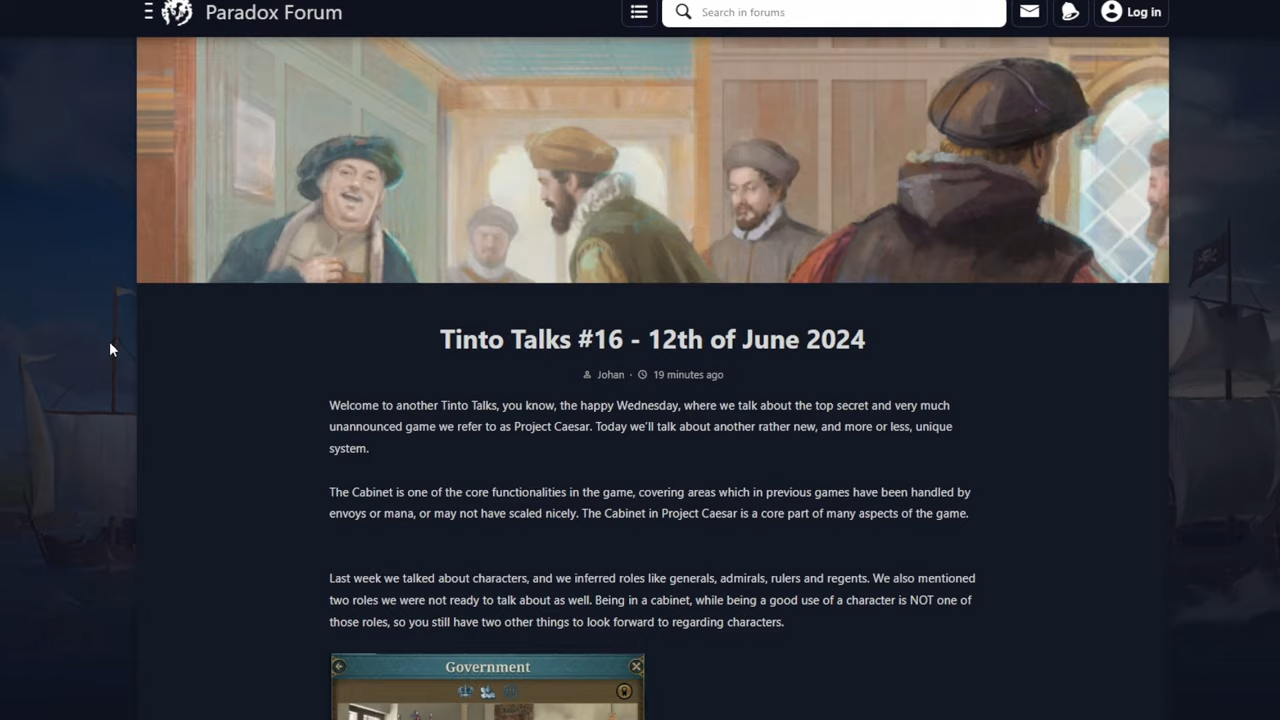 Paradox Forum
Search in forums
Log in
Tinto Talks #16 - 12th of June 2024
Johan · 19 minutes ago
Welcome to another Tinto Talks, you know, the happy Wednesday, where we talk about the top secret and very much
unannounced game we refer to as Project Caesar. Today we'll talk about another rather new, and more or less, unique
system.
The Cabinet is one of the core functionalities in the game, covering areas which in previous games have been handled by
envoys or mana, or may not have scaled nicely. The Cabinet in Project Caesar is a core part of many aspects of the game.
Last week we talked about characters, and we inferred roles like generals, admirals, rulers and regents. We also mentioned
two roles we were not ready to talk about as well. Being in a cabinet, while being a good use of a character is NOT one of
those roles, so you still have two other things to look forward to regarding characters.
Government